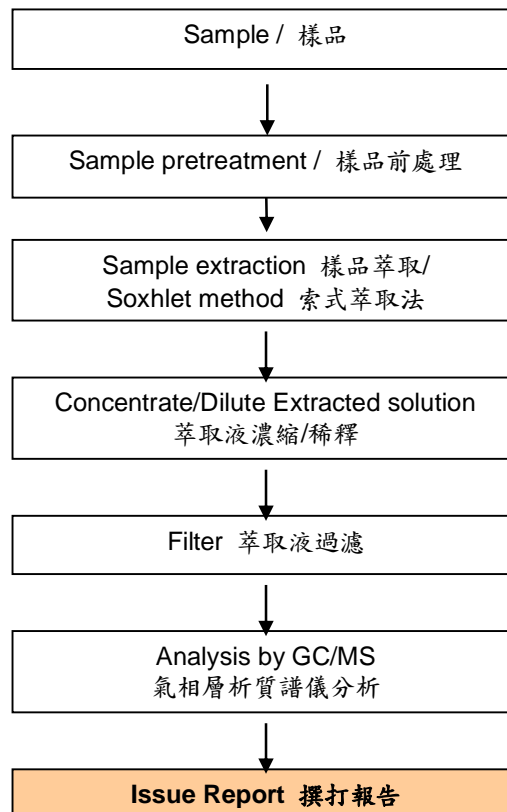 Sample / 樣品
Sample pretreatment / 樣品前處理
Sample extraction 樣品萃取/
Soxhlet method 索式萃取法
Concentrate/Dilute Extracted solution
萃取液濃縮/稀釋
Filter 萃取液過濾
Analysis by GC/MS
氣相層析質譜儀分析
Issue Report 撰打報告